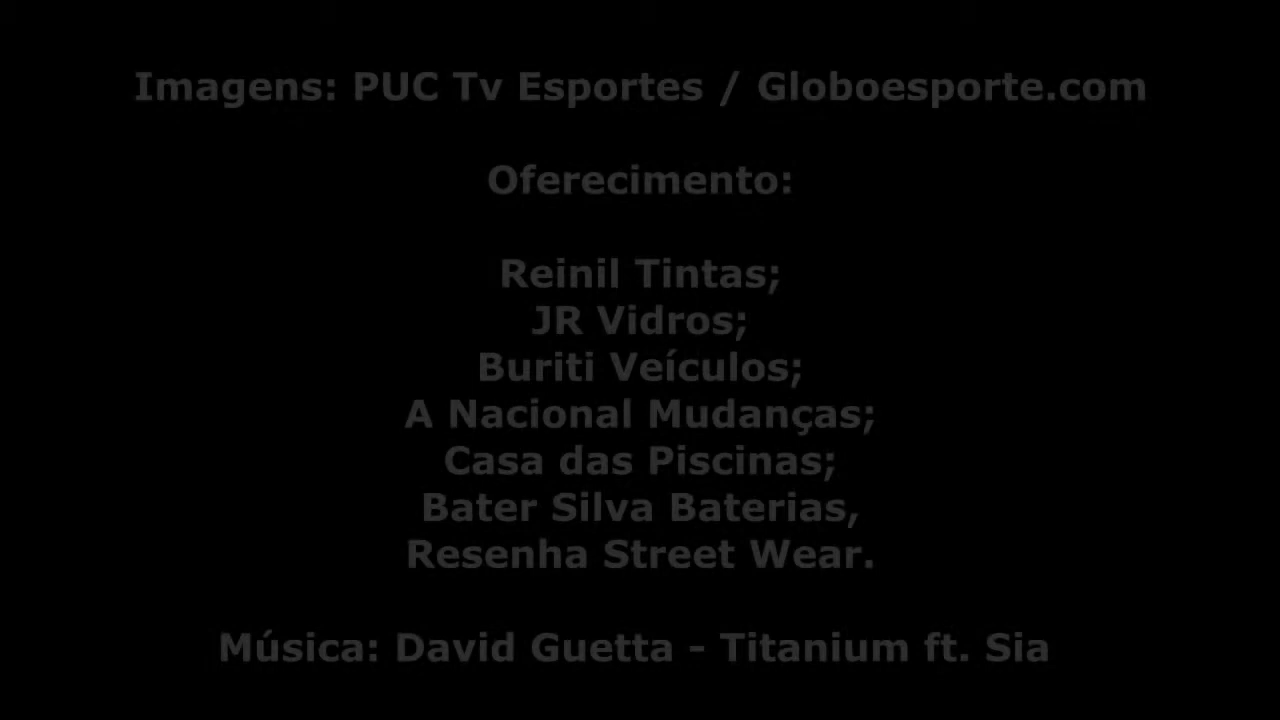 Imagens: PUC Tv Esportes / Globoesporte.com
Oferecimento:
Reinil Tintas;
JR Vidros;
Buriti Veículos;
A Nacional Mudanças;
Casa das Piscinas;
Bater Silva Baterias,
Resenha Street Wear.
Música: David Guetta - Titanium ft. Sia